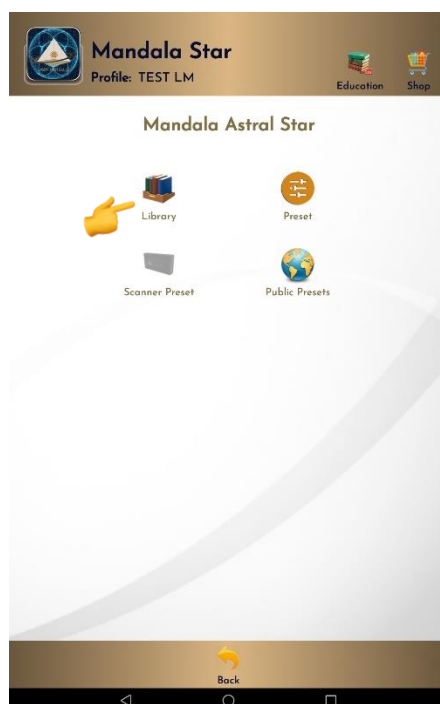 Mandala Star
Profile: TEST LM
Education
Shop
Mandala Astral Star
Library
Preset
Scanner Preset
Public Presets
Back